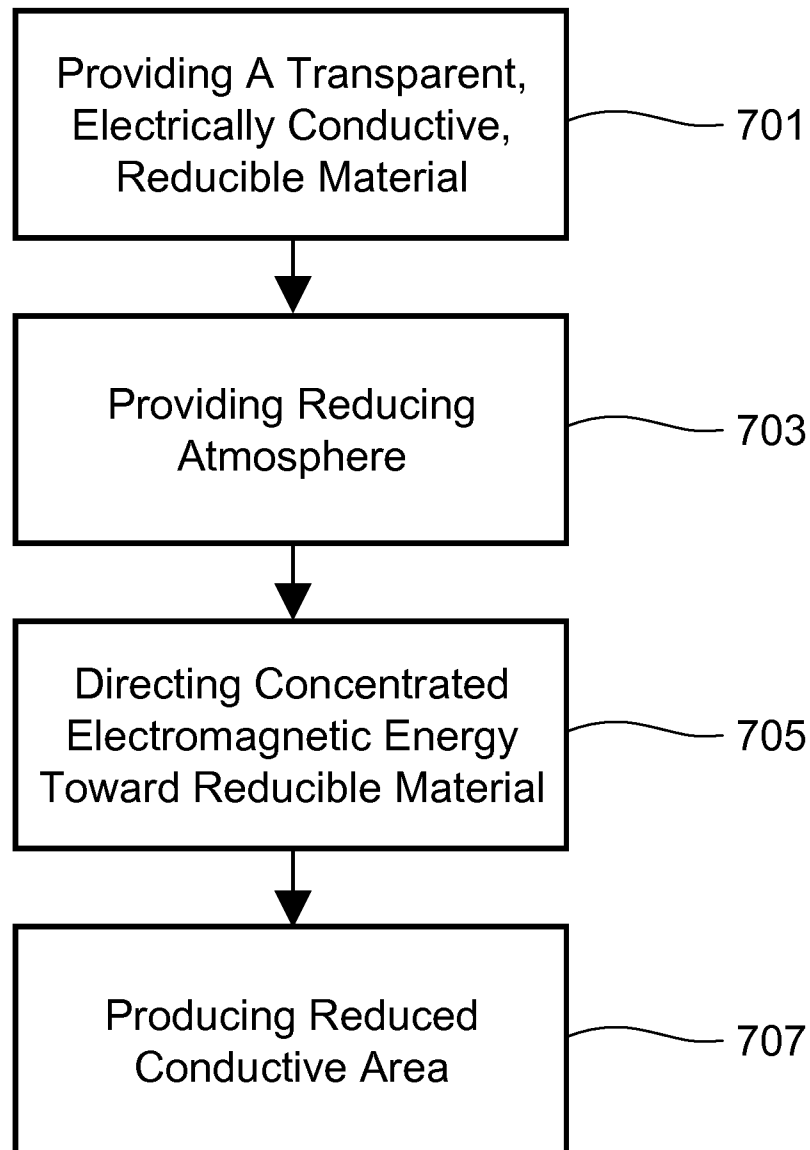 Providing A Transparent,
Electrically Conductive,
Reducible Material
701
Providing Reducing
Atmosphere
703
Directing Concentrated
Electromagnetic Energy
Toward Reducible Material
705
Producing Reduced
Conductive Area
707